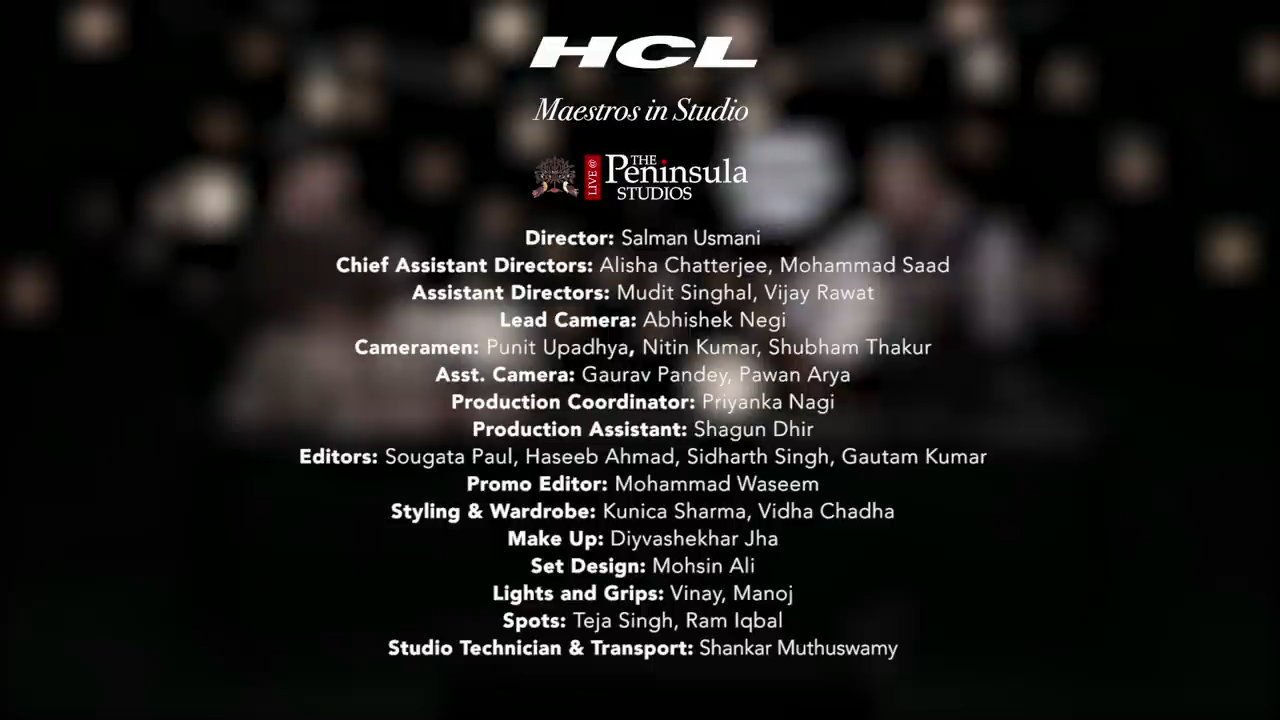 HCL
Maestros in Studio
LIVE @ THE Peninsula STUDIOS
Director: Salman Usmani
Chief Assistant Directors: Alisha Chatterjee, Mohammad Saad
Assistant Directors: Mudit Singhal, Vijay Rawat
Lead Camera: Abhishek Negi
Cameramen: Punit Upadhya, Nitin Kumar, Shubham Thakur
Asst. Camera: Gaurav Pandey, Pawan Arya
Production Coordinator: Priyanka Nagi
Production Assistant: Shagun Dhir
Editors: Sougata Paul, Haseeb Ahmad, Sidharth Singh, Gautam Kumar
Promo Editor: Mohammad Waseem
Styling & Wardrobe: Kunica Sharma, Vidha Chadha
Make Up: Diyvashekhar Jha
Set Design: Mohsin Ali
Lights and Grips: Vinay, Manoj
Spots: Teja Singh, Ram Iqbal
Studio Technician & Transport: Shankar Muthuswamy